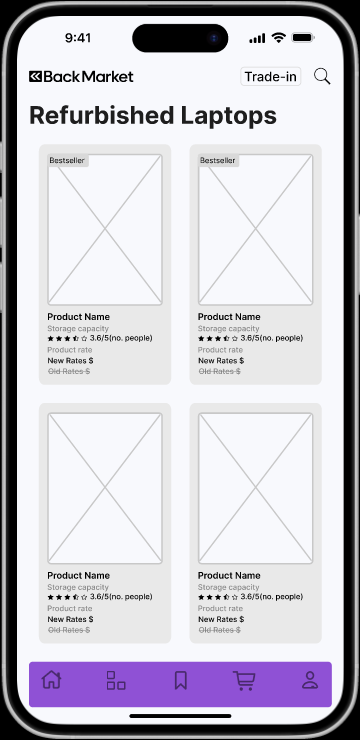 9:41
Back Market
Trade-in
Refurbished Laptops
Bestseller
Bestseller
Product Name
Storage capacity
3.6/5(no. people)
Product rate
New Rates $
Old Rates $
Product Name
Storage capacity
3.6/5(no. people)
Product rate
New Rates $
Old Rates $
Product Name
Storage capacity
3.6/5(no. people)
Product rate
New Rates $
Old Rates $
Product Name
Storage capacity
3.6/5(no. people)
Product rate
New Rates $
Old Rates $